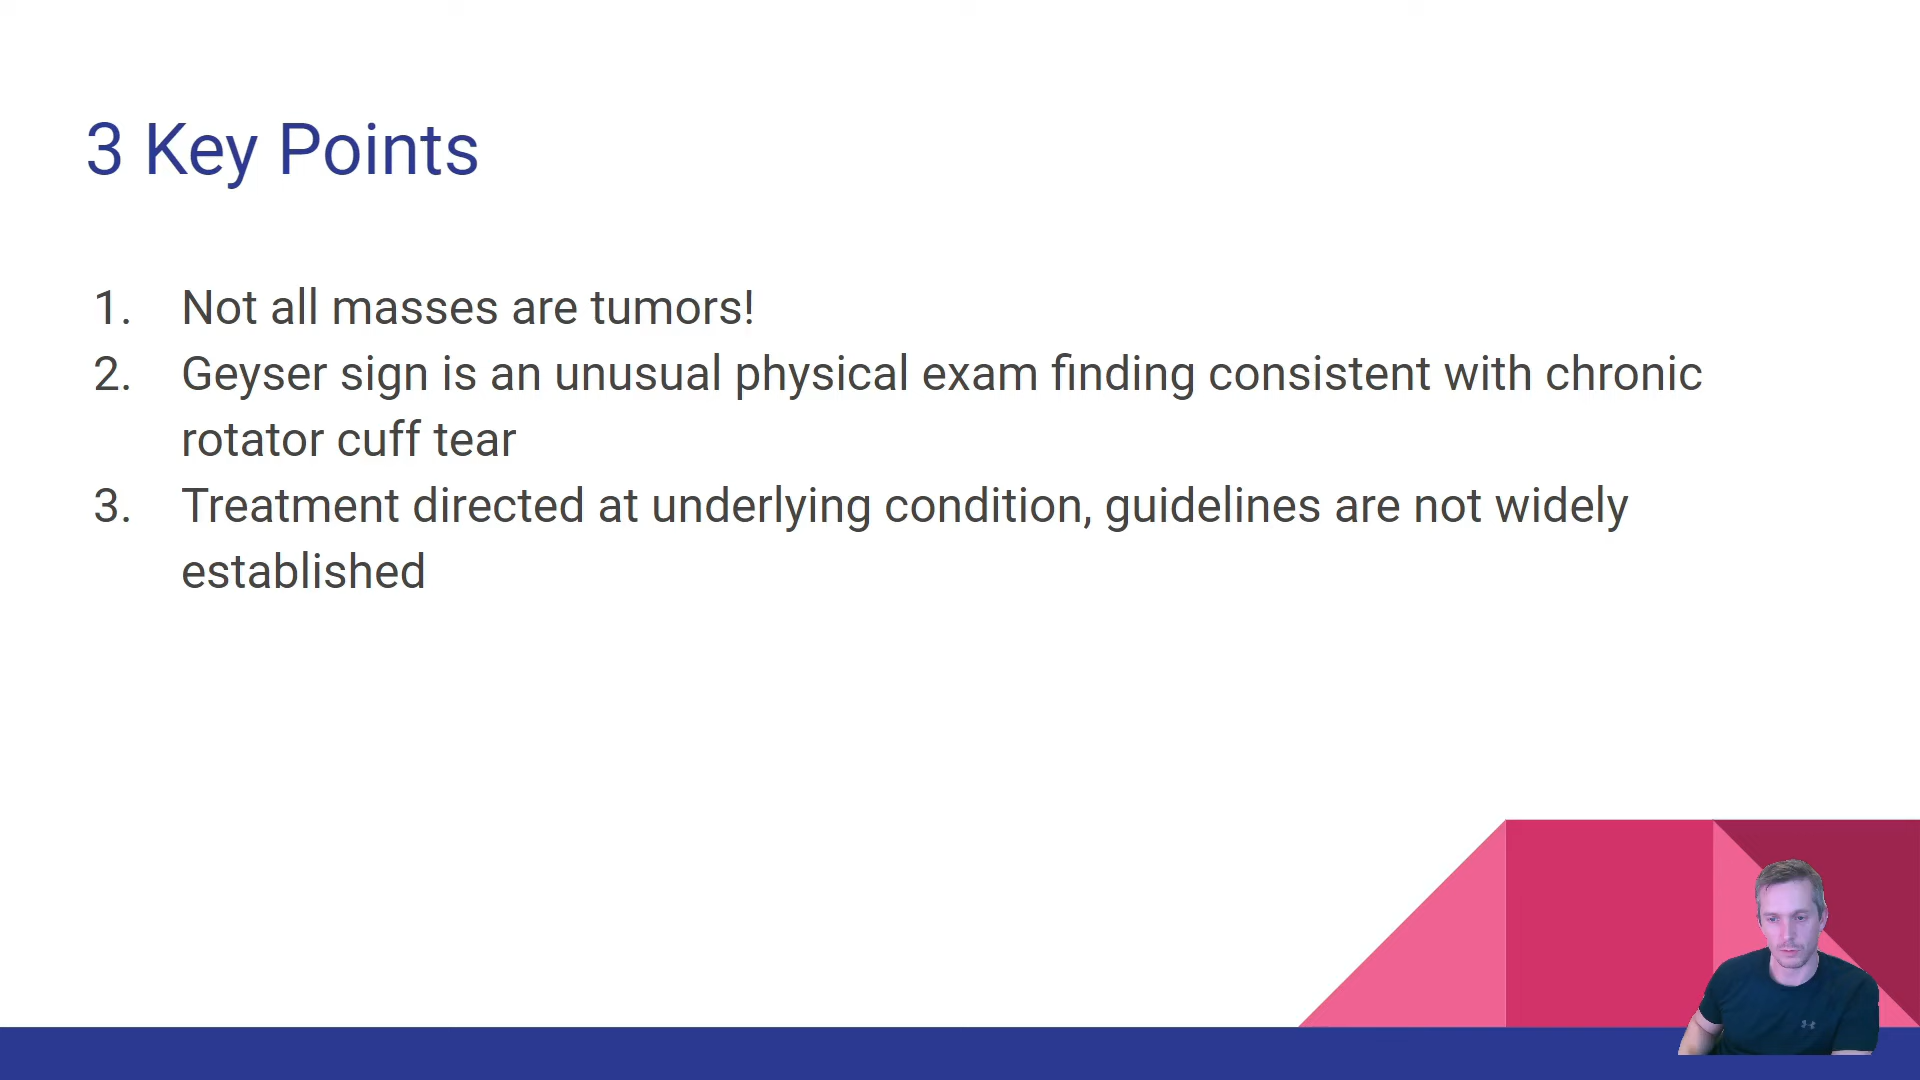 3 Key Points
1. Not all masses are tumors!
2. Geyser sign is an unusual physical exam finding consistent with chronic
rotator cuff tear
3. Treatment directed at underlying condition, guidelines are not widely
established